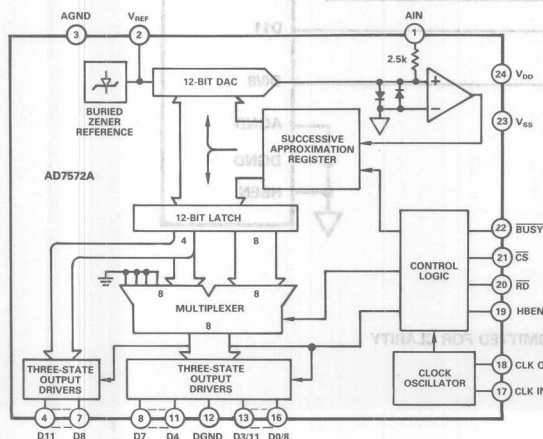 AGND
VREF
AIN
3
2
1
2.5k
24
VDD
12-BIT DAC
+
−
BURIED
ZENER
REFERENCE
23
VSS
SUCCESSIVE
APPROXIMATION
REGISTER
AD7572A
12-BIT LATCH
4
8
22
BUSY
21
CS
CONTROL
LOGIC
20
RD
19
HBEN
8
8
MULTIPLEXER
8
THREE-STATE
OUTPUT
DRIVERS
THREE-STATE
OUTPUT
DRIVERS
CLOCK
OSCILLATOR
18
CLK O
17
CLK IN
4
7
8
11
12
13
16
D11
D8
D7
D4
DGND
D3/11
D0/8